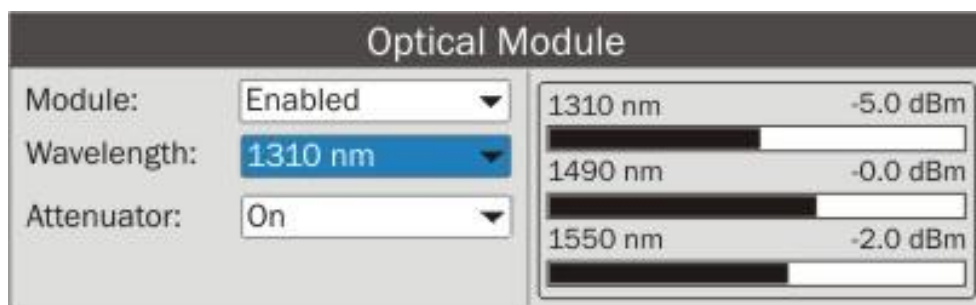 Optical Module
Module: Enabled
Wavelength: 1310 nm
Attenuator: On
1310 nm -5.0 dBm
1490 nm -0.0 dBm
1550 nm -2.0 dBm